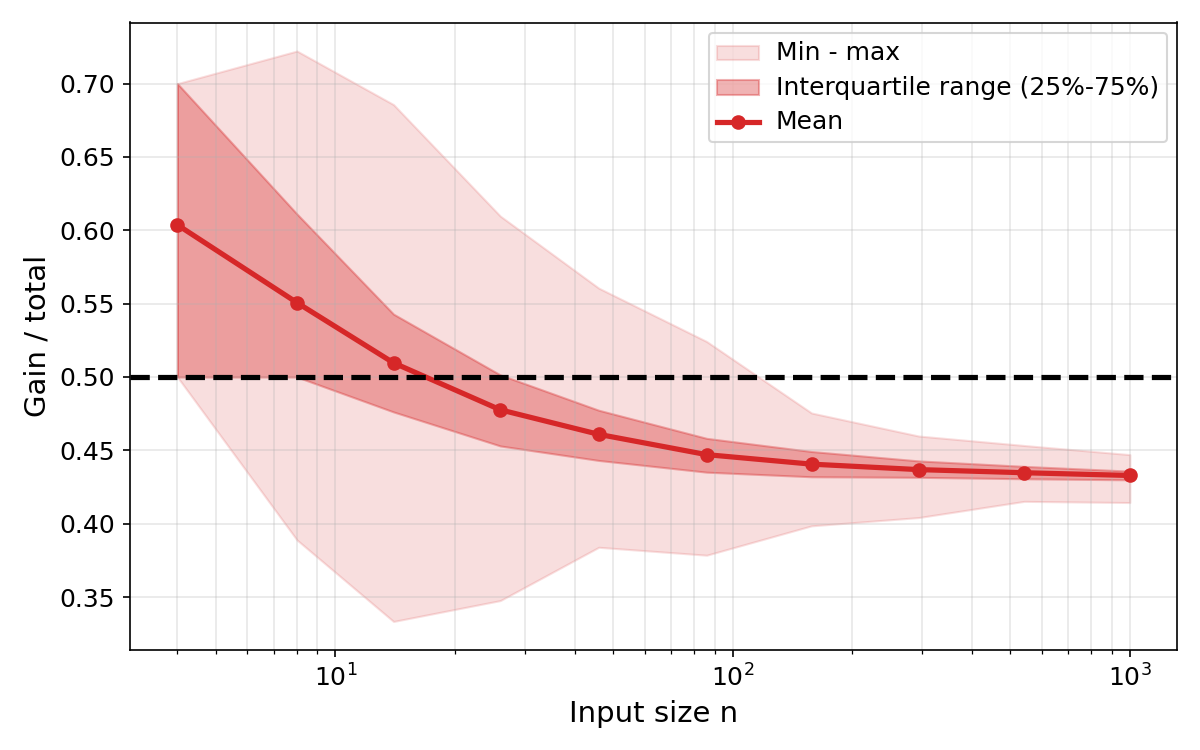 Min - max
Interquartile range (25%-75%)
Mean
Gain / total
0.70
0.65
0.60
0.55
0.50
0.45
0.40
0.35
10¹
10²
10³
Input size n